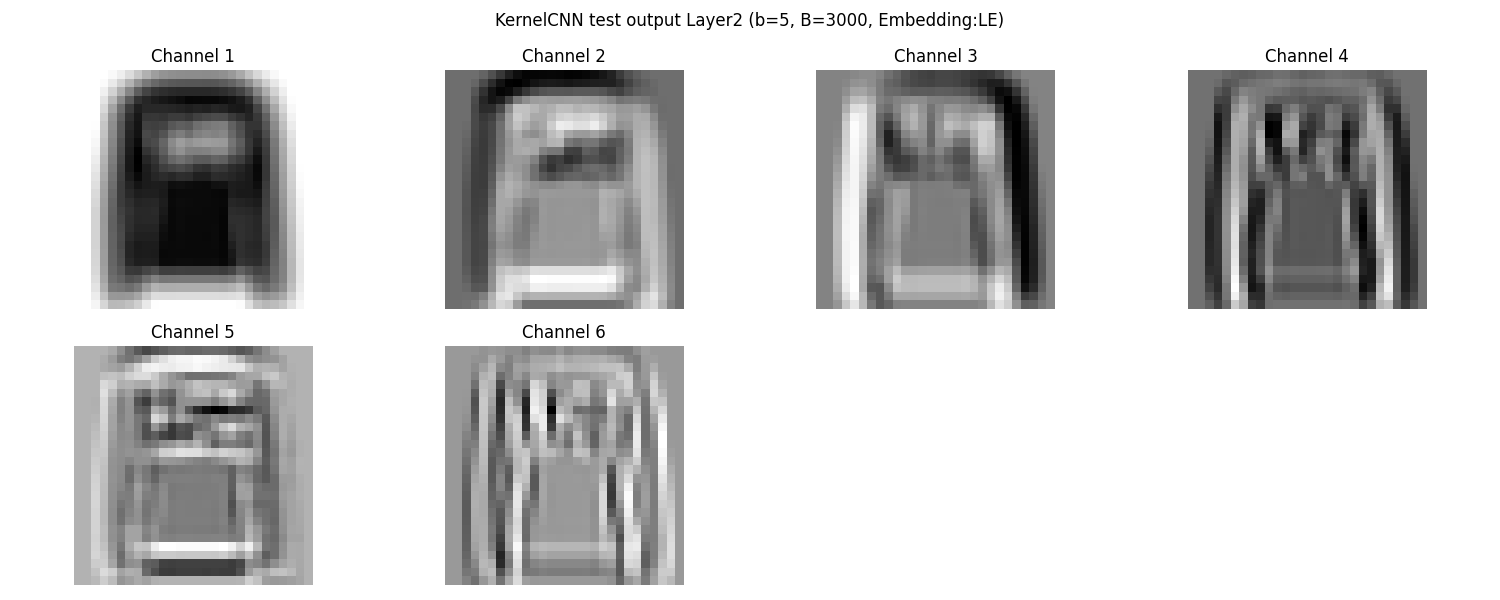 KernelCNN test output Layer2 (b=5, B=3000, Embedding:LE)
Channel 1
Channel 2
Channel 3
Channel 4
Channel 5
Channel 6